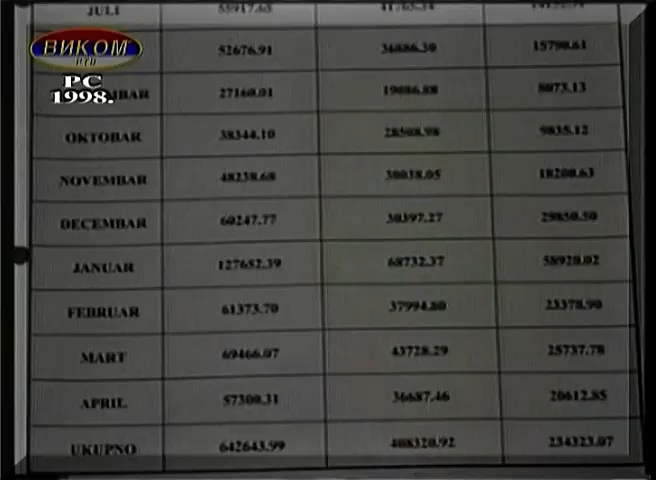 JULI
ВИКОМ 52676.91 36886.30 15790.61
PC
1998.
BAR 27160.01 19086.88 8073.13
OKTOBAR 38344.10 28508.98 9835.12
NOVEMBAR 48238.68 30038.05 18200.63
DECEMBAR 60247.77 30397.27 29850.50
JANUAR 127652.39 68732.37 58920.02
FEBRUAR 61373.70 37994.80 23378.90
MART 69466.07 43728.29 25737.78
APRIL 57300.31 36687.46 20612.85
UKUPNO 642643.99 408320.92 234323.07